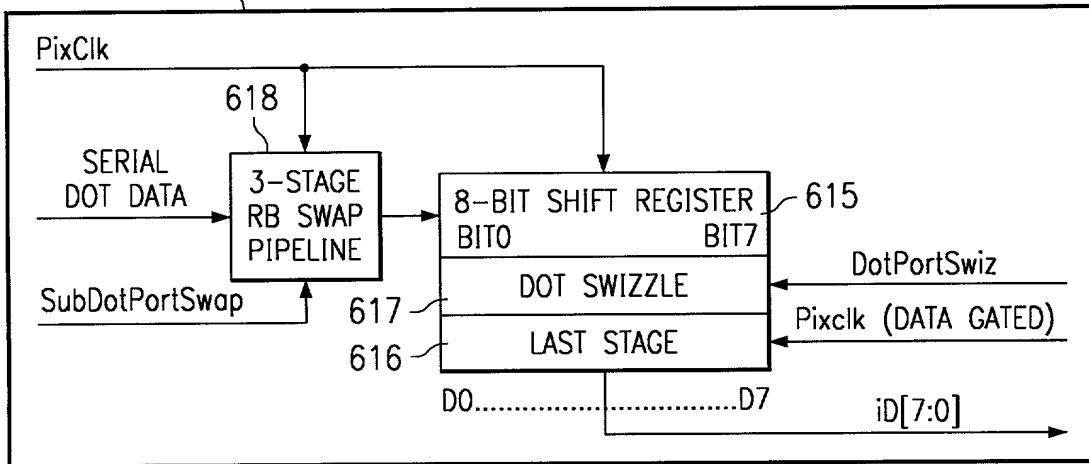 PixClk
618
SERIAL
DOT DATA
3-STAGE
RB SWAP
PIPELINE
SubDotPortSwap
8-BIT SHIFT REGISTER
BIT0 BIT7
615
DOT SWIZZLE
617
DotPortSwiz
LAST STAGE
616
Pixclk (DATA GATED)
D0..............................D7
iD[7:0]